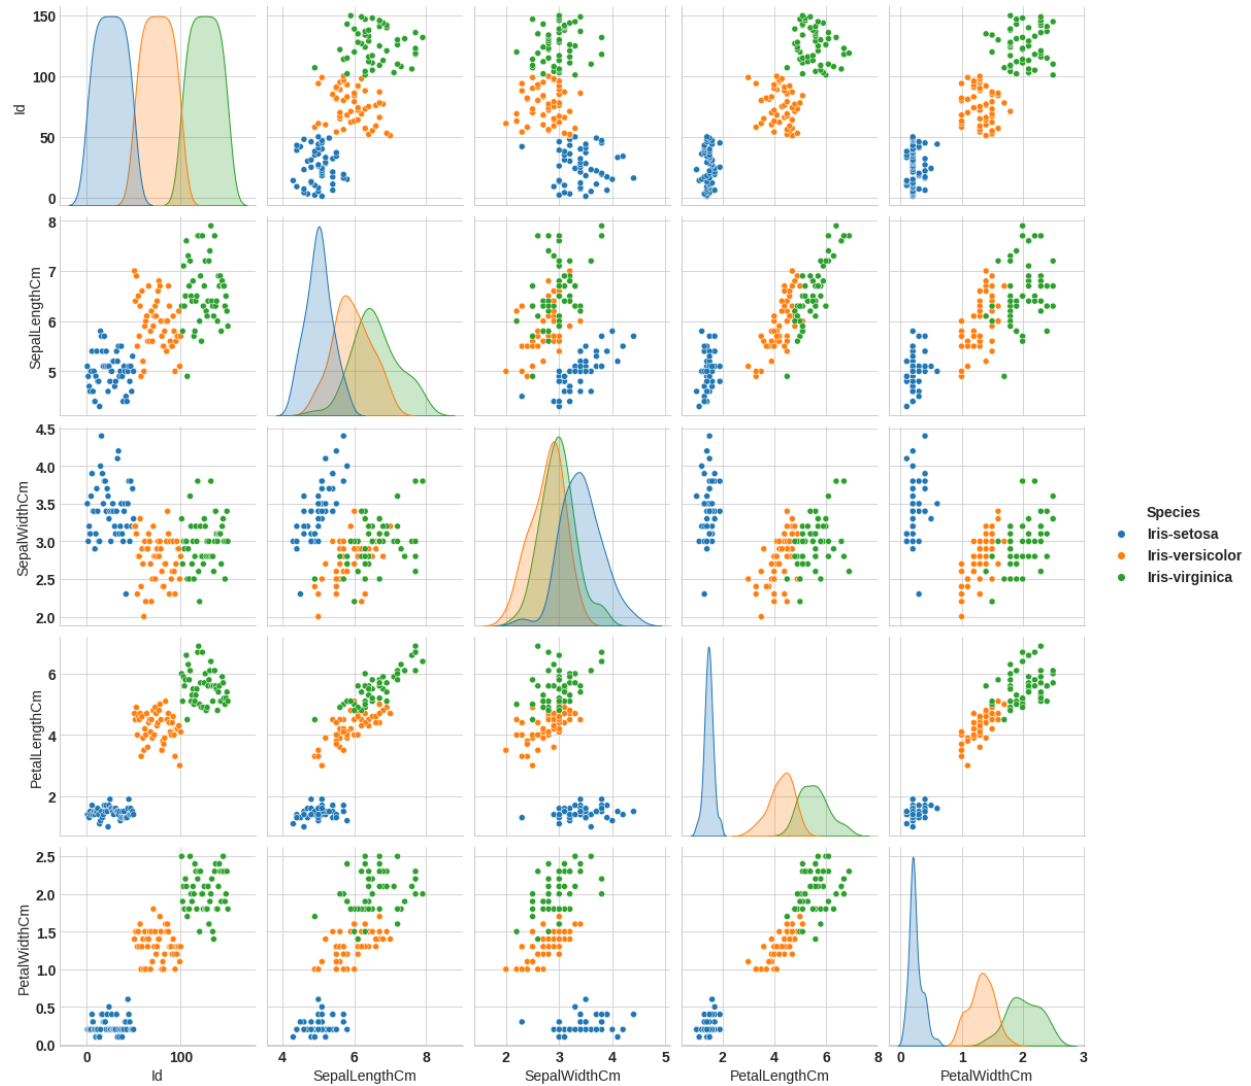 150
100
50
0
Id
8
7
6
5
SepalLengthCm
4.5
4.0
3.5
3.0
2.5
2.0
SepalWidthCm
Species
Iris-setosa
Iris-versicolor
Iris-virginica
6
4
2
PetalLengthCm
2.5
2.0
1.5
1.0
0.5
0.0
PetalWidthCm
0 100
4 6 8
2 3 4 5
2 4 6 8
0 1 2 3
Id SepalLengthCm SepalWidthCm PetalLengthCm PetalWidthCm